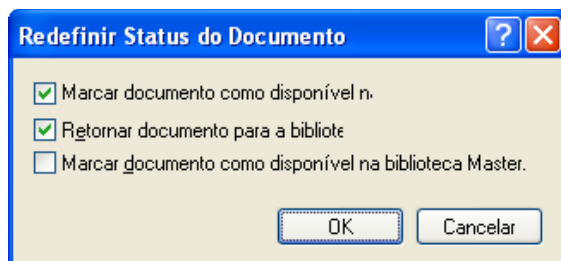 Redefinir Status do Documento
Marcar documento como disponível
Retornar documento para a
Marcar documento como disponível na biblioteca Master.
OK
Cancelar